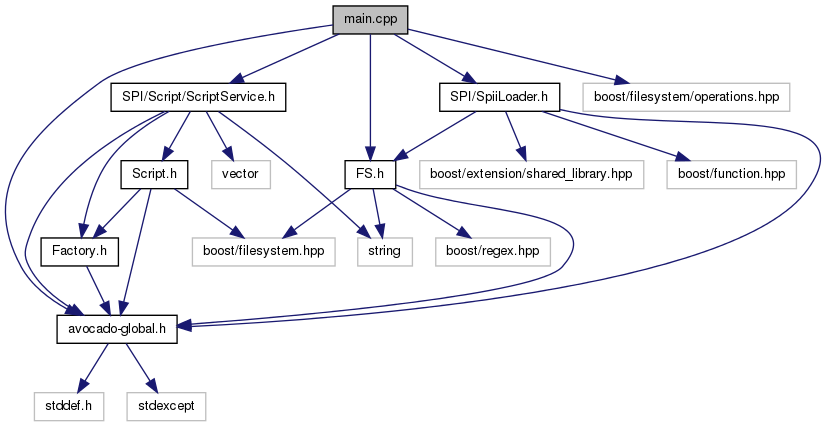 main.cpp
SPI/Script/ScriptService.h
SPI/SpiiLoader.h
boost/filesystem/operations.hpp
Script.h
vector
FS.h
boost/extension/shared_library.hpp
boost/function.hpp
Factory.h
boost/filesystem.hpp
string
boost/regex.hpp
avocado-global.h
stddef.h
stdexcept